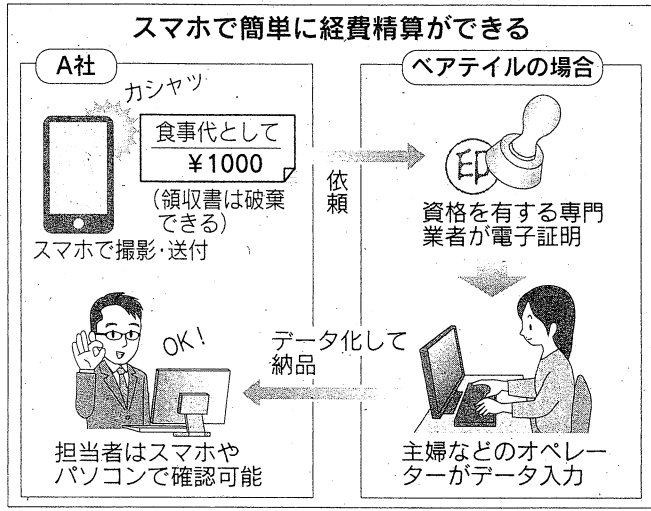 スマホで簡単に経費精算ができる
A社
カシャッ
食事代として
¥1000
(領収書は破棄
できる)
スマホで撮影・送付
依頼
ベアテイルの場合
印
資格を有する専門
業者が電子証明
主婦などのオペレー
ターがデータ入力
データ化して
納品
OK!
担当者はスマホや
パソコンで確認可能